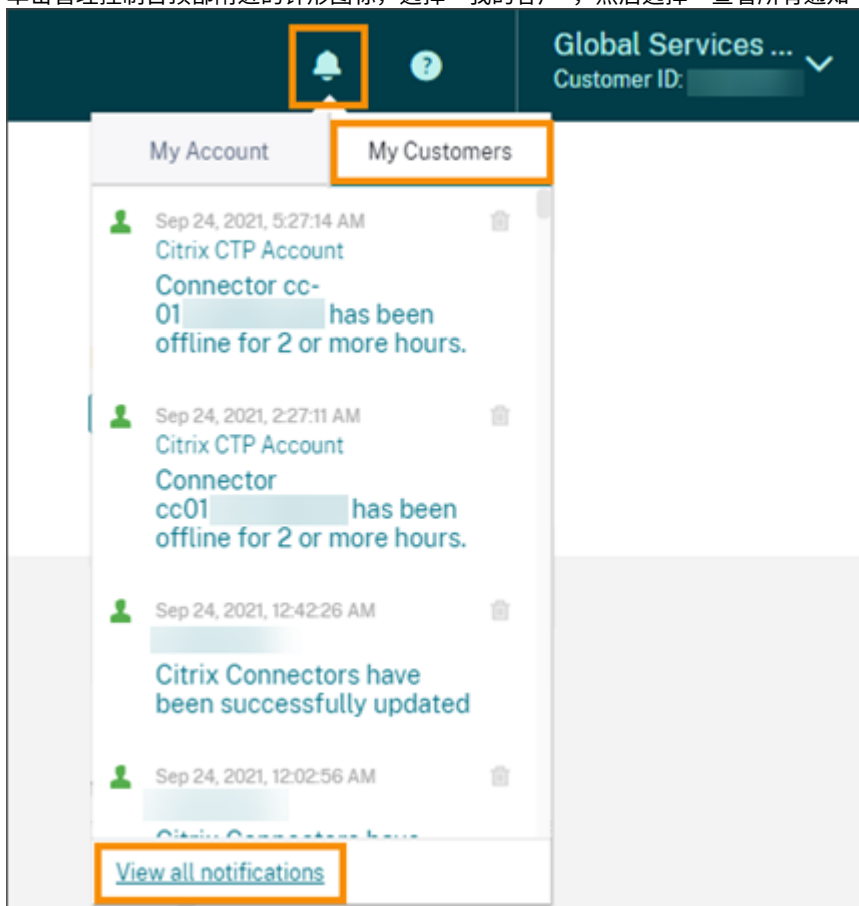 Global Services ...
Customer ID:
My Account
My Customers
Sep 24, 2021, 5:27:14 AM
Citrix CTP Account
Connector cc-
01 has been
offline for 2 or more hours.
Sep 24, 2021, 2:27:11 AM
Citrix CTP Account
Connector
cc01 has been
offline for 2 or more hours.
Sep 24, 2021, 12:42:26 AM
Citrix Connectors have
been successfully updated
Sep 24, 2021, 12:02:56 AM
Citrix Connectors have
View all notifications